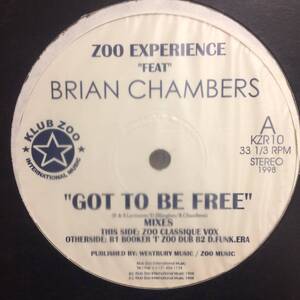 ZOO EXPERIENCE
"FEAT"
BRIAN CHAMBERS
KLUB ZOO
INTERNATIONAL MUSIC
A
KZR10
33 1/3 RPM
STEREO
1998
"GOT TO BE FREE"
MIXES
THIS SIDE: ZOO CLASSIQUE VOX
OTHERSIDE: B1 BOOKER 'T' ZOO DUB B2 D.FUNK.ERA
PUBLISHED BY: WESTBURY MUSIC / ZOO MUSIC